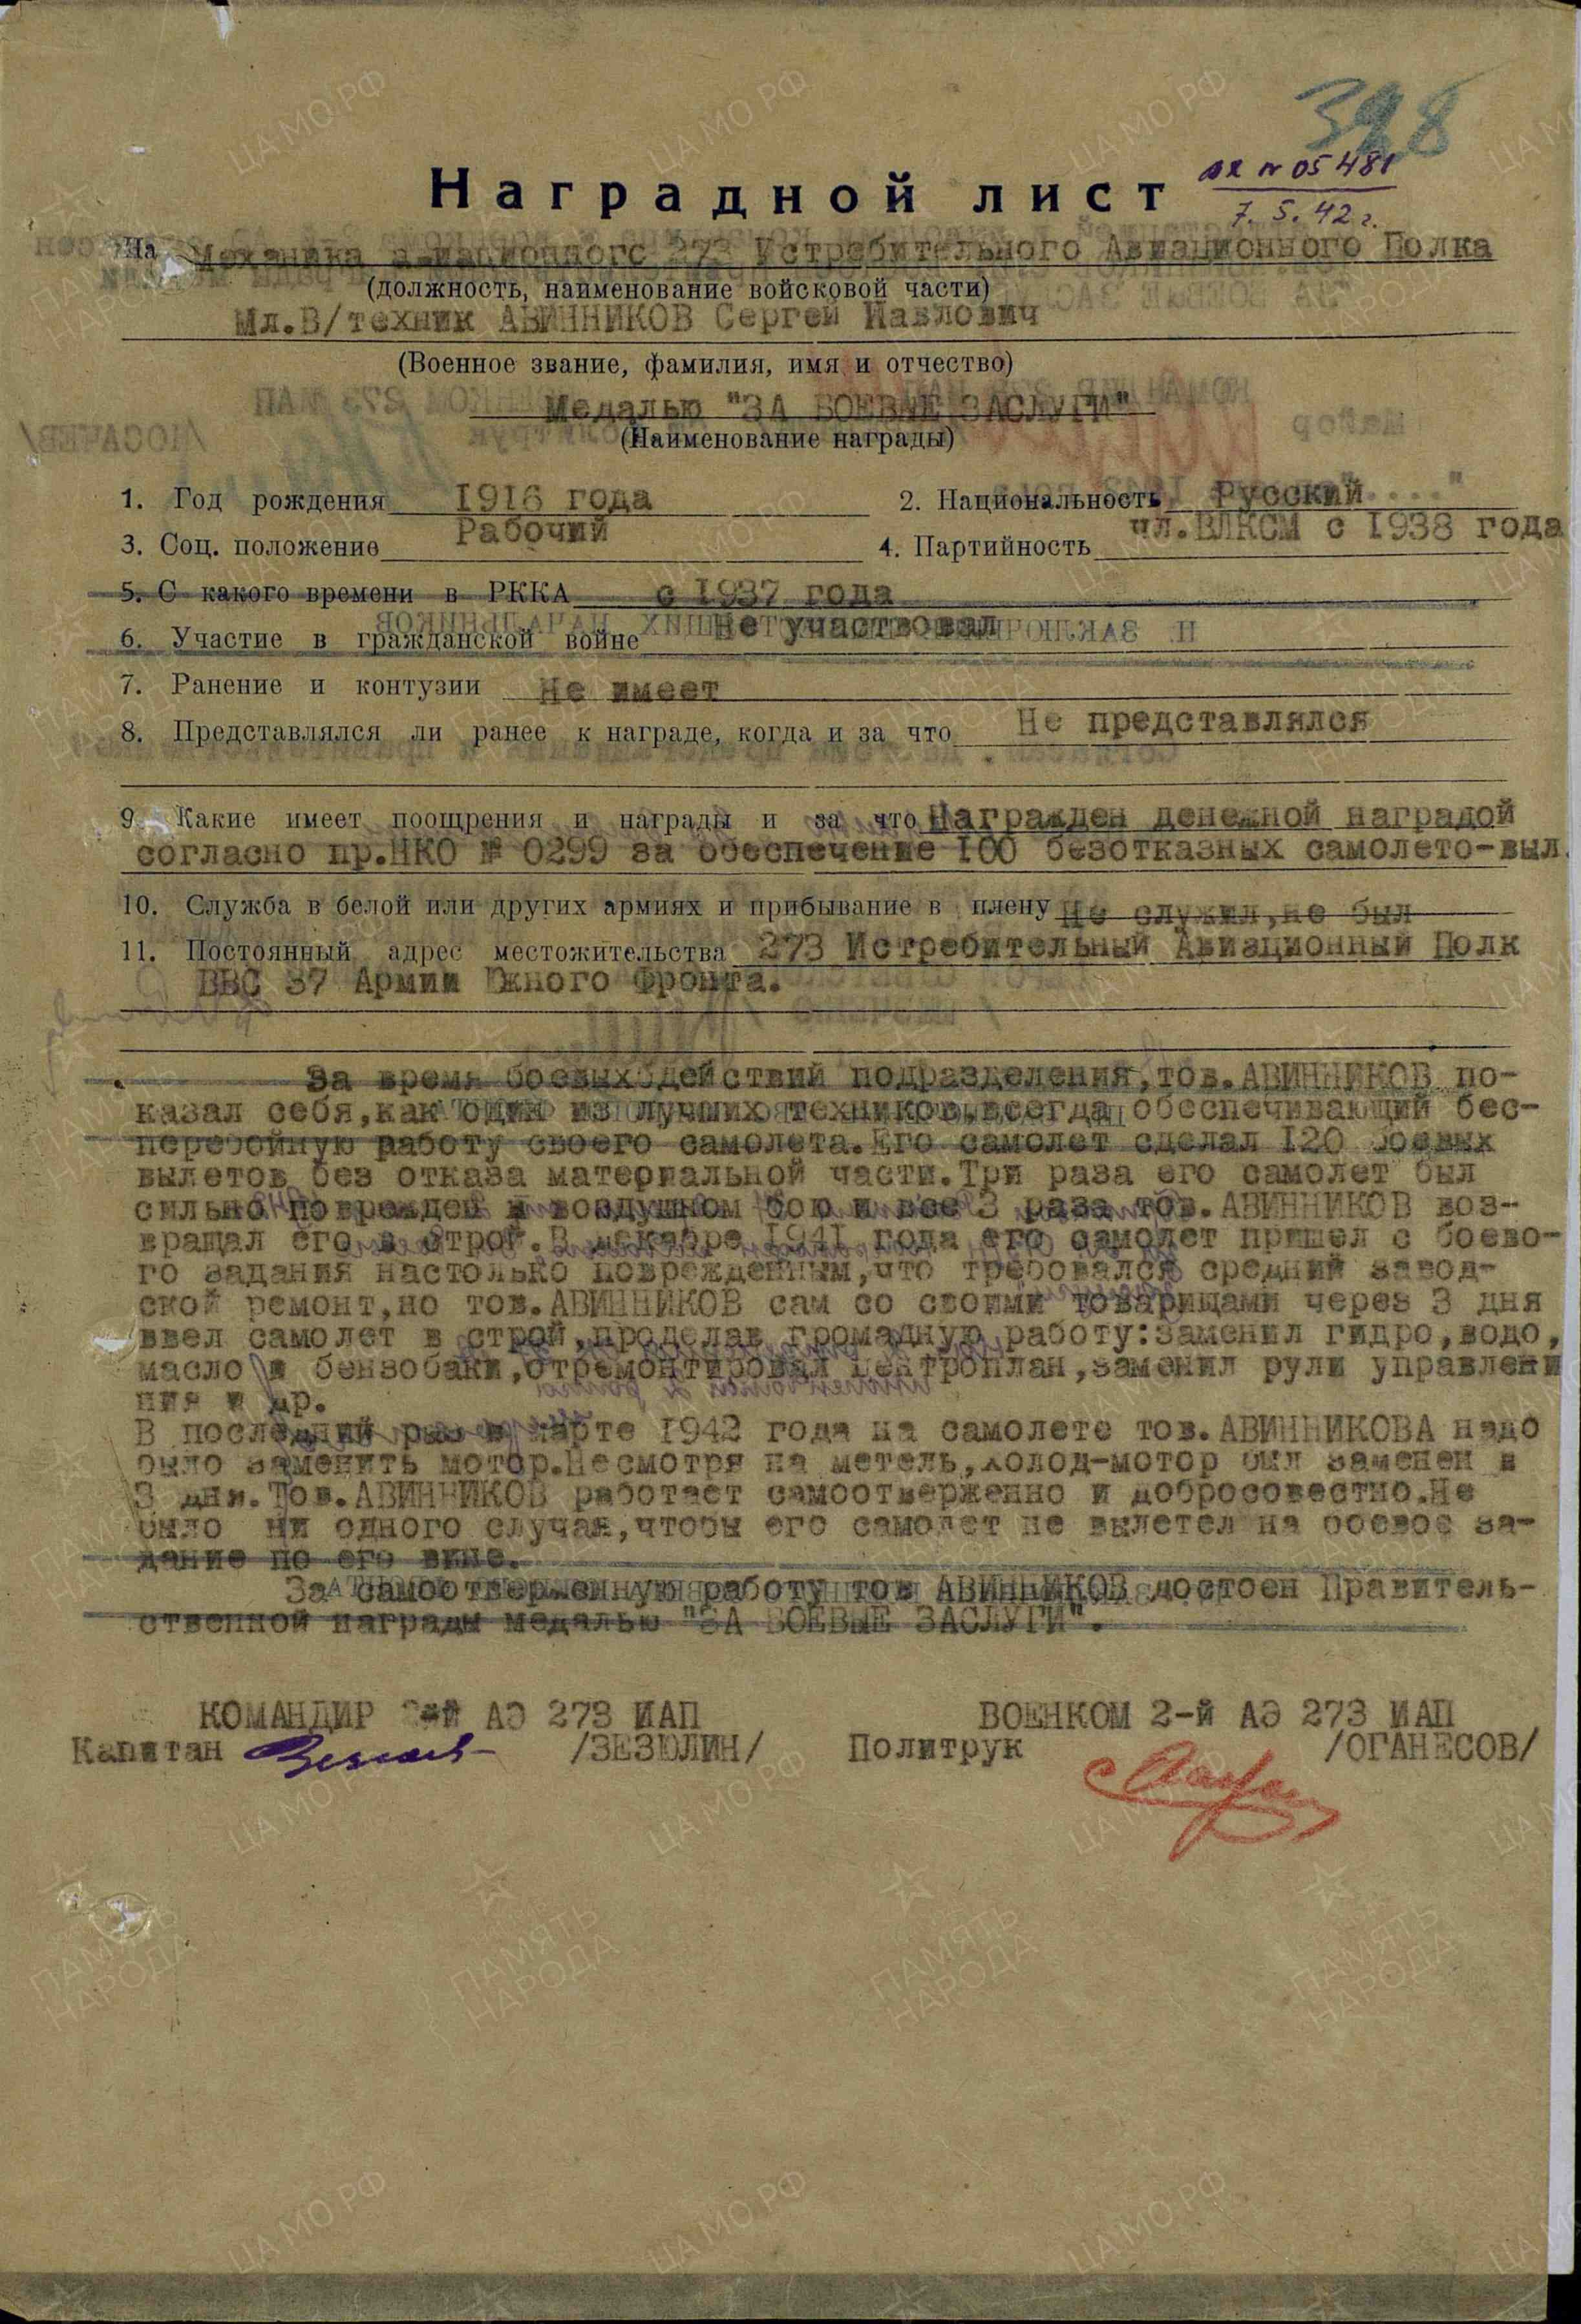 398
вх № 05481
7. 5. 42 г.
Наградной лист
На Механика авиационного 273 Истребительного Авиационного Полка
(должность, наименование войсковой части)
Мл.В/техник АВИННИКОВ Сергей Павлович
(Военное звание, фамилия, имя и отчество)
Медалью "ЗА БОЕВЫЕ ЗАСЛУГИ"
(Наименование награды)
1. Год рождения 1916 года 2. Национальность Русский
3. Соц. положение Рабочий 4. Партийность чл.ВЛКСМ с 1938 года
5. С какого времени в РККА с 1937 года
6. Участие в гражданской войне Не участвовал
7. Ранение и контузии Не имеет
8. Представлялся ли ранее к награде, когда и за что Не представлялся
9. Какие имеет поощрения и награды и за что Награжден денежной наградой
согласно пр.НКО № 0299 за обеспечение 100 безотказных самолето-выл.
10. Служба в белой или других армиях и прибывание в плену Не служил,не был
11. Постоянный адрес местожительства 273 Истребительный Авиационный Полк
ВВС 37 Армии Южного Фронта.
За время боевых действий подразделения,тов.АВИННИКОВ по-
казал себя,как один из лучших техников,всегда обеспечивающий бес-
перебойную работу своего самолета.Его самолет сделал 120 боевых
вылетов без отказа материальной части.Три раза его самолет был
сильно поврежден в воздушном бою и все 3 раза тов.АВИННИКОВ воз-
вращал его в строй.В декабре 1941 года его самолет пришел с боево-
го задания настолько поврежденным,что требовался средний завод-
ской ремонт,но тов.АВИННИКОВ сам со своими товарищами через 3 дня
ввел самолет в строй,проделав громадную работу:заменил гидро,водо,
масло и бензобаки,отремонтировал центроплан,заменил рули управлени
ния и др.
В последний раз в марте 1942 года на самолете тов.АВИННИКОВА надо
было заменить мотор.Несмотря на метель,холод-мотор был заменен в
3 дня.Тов.АВИННИКОВ работает самоотверженно и добросовестно.Не
было ни одного случая,чтобы его самолет не вылетел на боевое за-
дание по его вине.
За самоотверженную работу тов АВИННИКОВ достоен Правитель-
ственной награды медалью "ЗА БОЕВЫЕ ЗАСЛУГИ".
КОМАНДИР 2-й АЭ 273 ИАП ВОЕНКОМ 2-й АЭ 273 ИАП
Капитан /ЗЕЗЮЛИН/ Политрук /ОГАНЕСОВ/